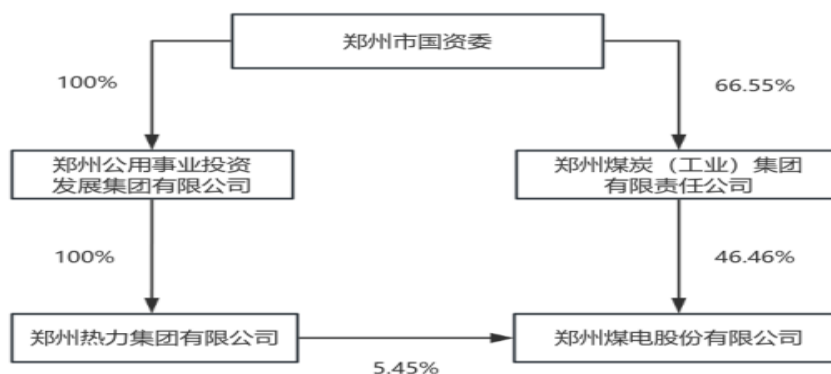 郑州市国资委
100%
66.55%
郑州公用事业投资
发展集团有限公司
郑州煤炭（工业）集团
有限责任公司
100%
46.46%
郑州热力集团有限公司
郑州煤电股份有限公司
5.45%